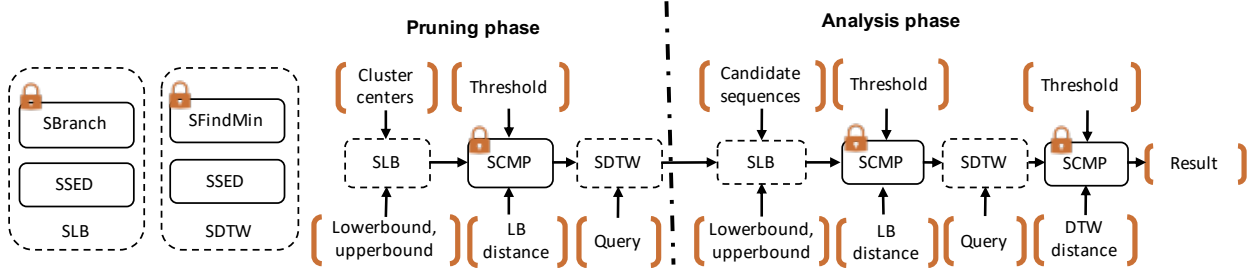 Pruning phase
Analysis phase
SBranch
SSED
SLB
SFindMin
SSED
SDTW
Cluster
centers
Threshold
SLB
SCMP
SDTW
Lowerbound,
upperbound
LB
distance
Query
Candidate
sequences
Threshold
Threshold
SLB
SCMP
SDTW
SCMP
Result
Lowerbound,
upperbound
LB
distance
Query
DTW
distance